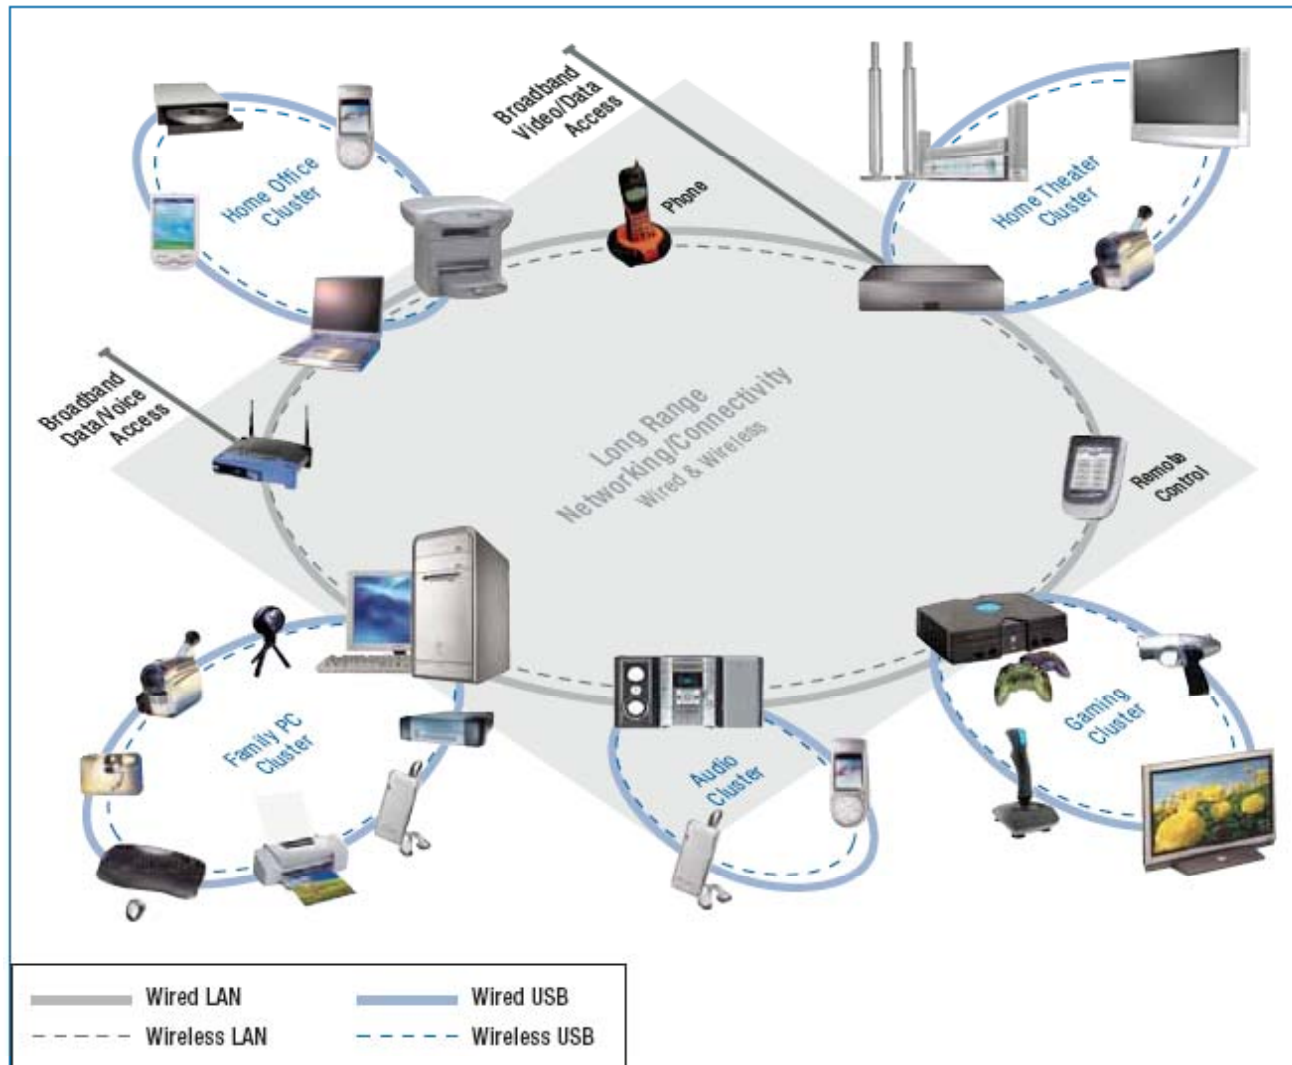 Broadband
Video/Data
Access
Home Office
Cluster
Phone
Home Theater
Cluster
Broadband
Data/Voice
Access
Long Range
Networking/Connectivity
Wired & Wireless
Remote
Control
Family PC
Cluster
Audio
Cluster
Gaming
Cluster
Wired LAN
Wired USB
Wireless LAN
Wireless USB